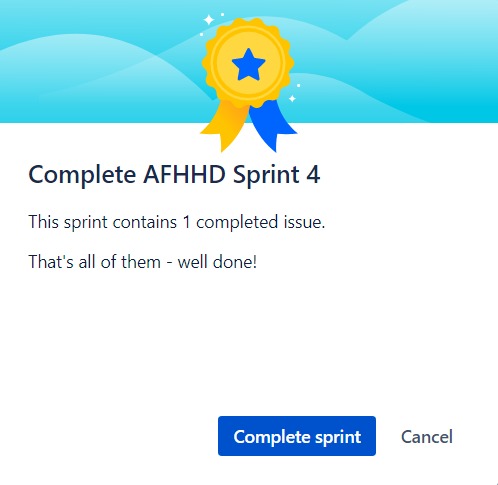 Complete AFHHD Sprint 4
This sprint contains 1 completed issue.
That's all of them - well done!
Complete sprint
Cancel